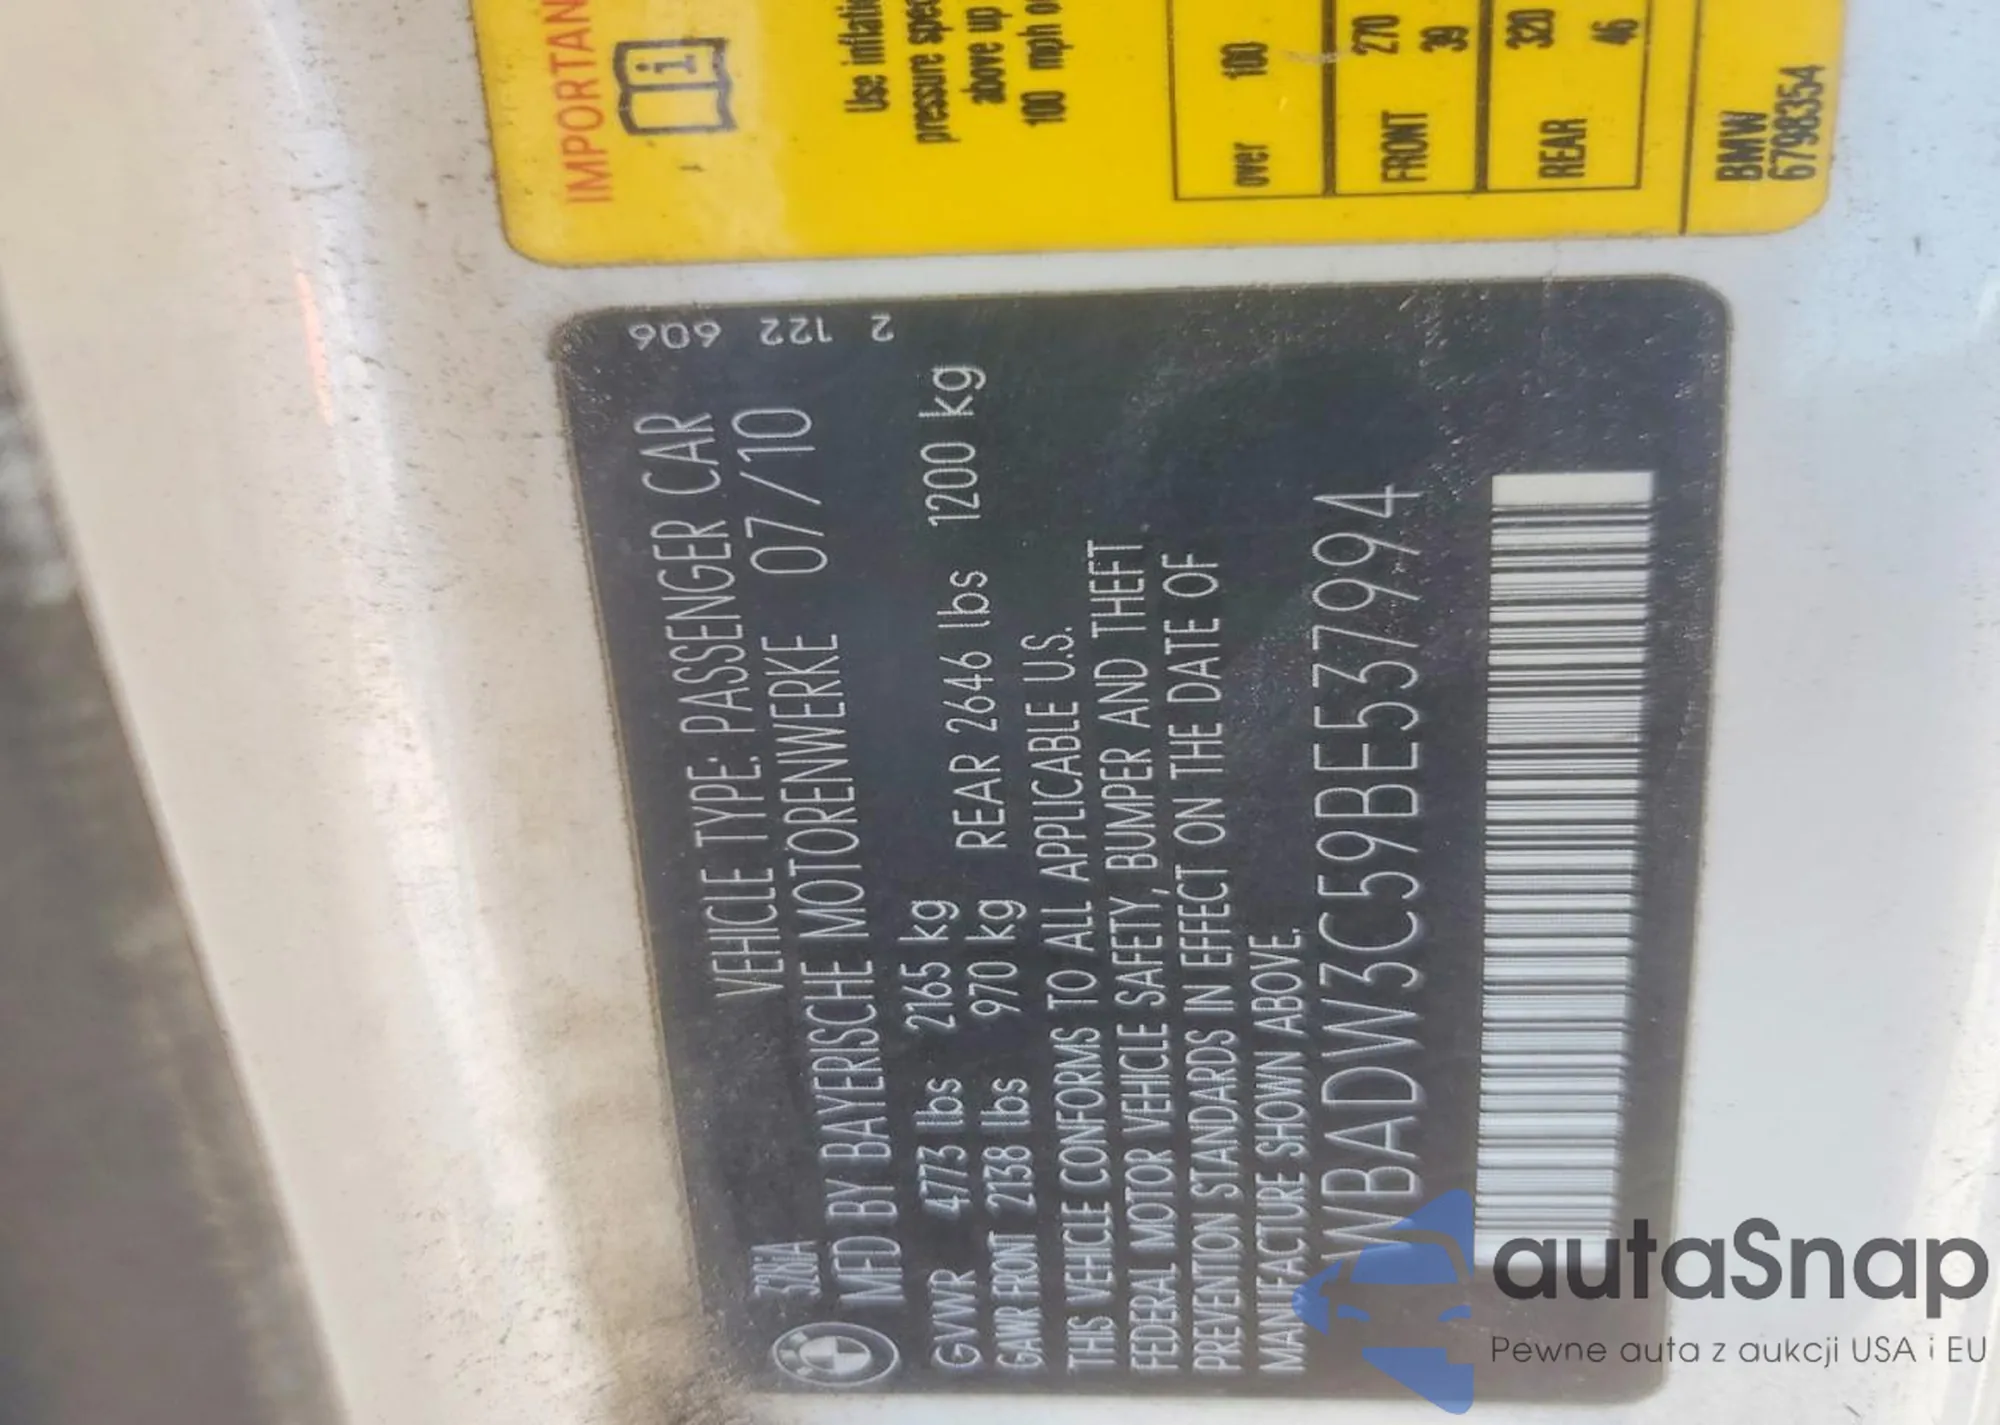 IMPORTAN
i
Use inflatio
pressure spec
above up
100 mph or
over 100
FRONT 270
39
REAR 320
46
BMW
6798354
606
122
2
328iA VEHICLE TYPE: PASSENGER CAR
MFD BY BAYERISCHE MOTORENWERKE 07/10
GVWR 4773 lbs 2165 kg
GAWR FRONT 2138 lbs 970 kg REAR 2646 lbs 1200 kg
THIS VEHICLE CONFORMS TO ALL APPLICABLE U.S.
FEDERAL MOTOR VEHICLE SAFETY, BUMPER AND THEFT
PREVENTION STANDARDS IN EFFECT ON THE DATE OF
MANUFACTURE SHOWN ABOVE.
WBADW3C59BE537994
autaSnap
Pewne auta z aukcji USA i EU